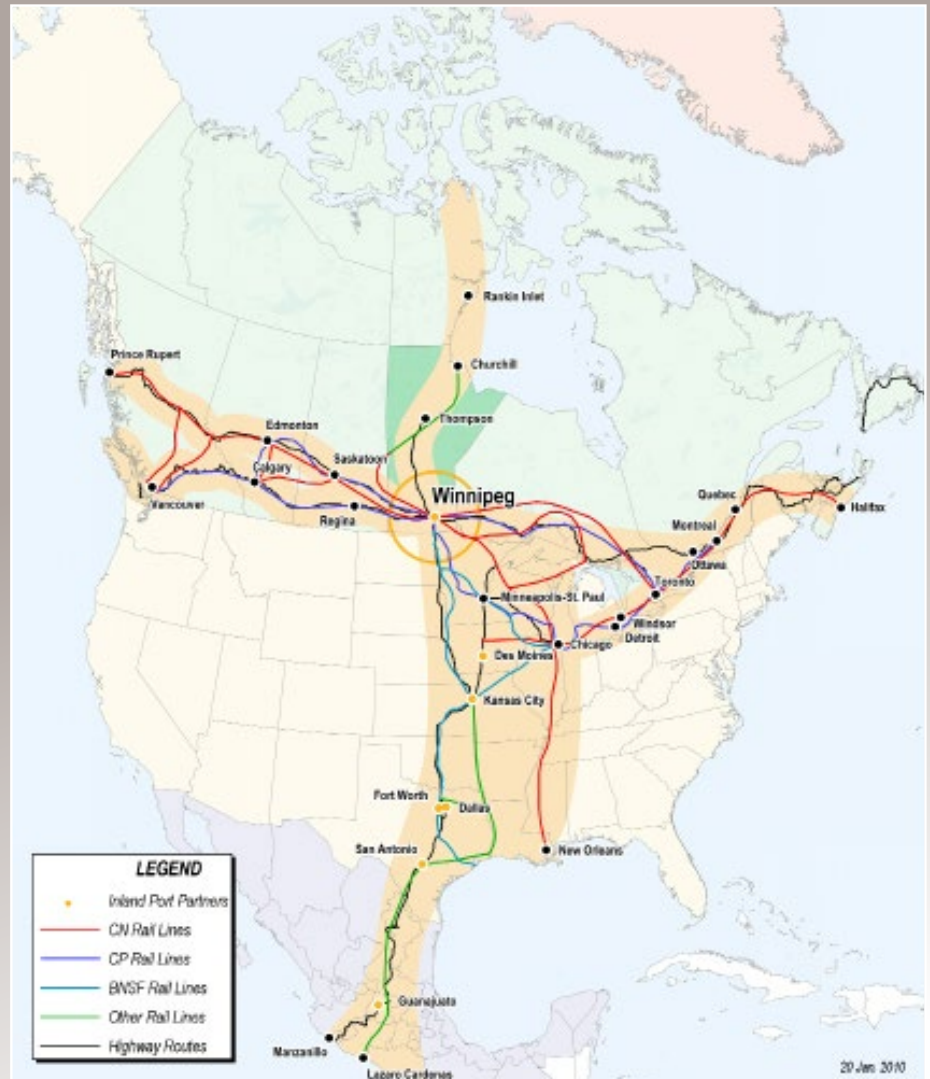 Rankin Inlet
Churchill
Prince Rupert
Thompson
Edmonton
Saskatoon
Calgary
Winnipeg
Vancouver
Regina
Quebec
Halifax
Montreal
Ottawa
Toronto
Minneapolis-St. Paul
Windsor
Detroit
Chicago
Des Moines
Kansas City
Fort Worth
Dallas
San Antonio
New Orleans
LEGEND
Inland Port Partners
CN Rail Lines
CP Rail Lines
BNSF Rail Lines
Other Rail Lines
Highway Routes
Guanajuato
Manzanillo
Lazaro Cardenas
20 Jan. 2010